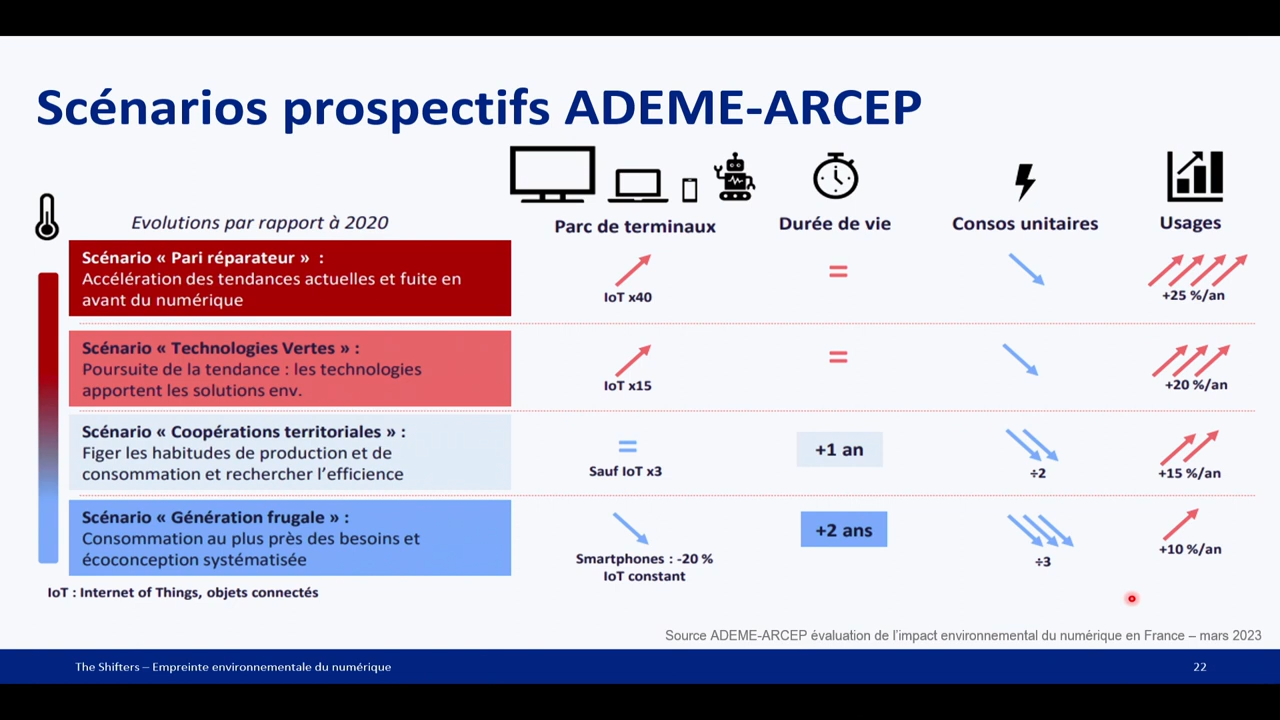 Scénarios prospectifs ADEME-ARCEP
Evolutions par rapport à 2020
Parc de terminaux
Durée de vie
Consos unitaires
Usages
Scénario « Pari réparateur » :
Accélération des tendances actuelles et fuite en
avant du numérique
IoT x40
=
+25 %/an
Scénario « Technologies Vertes » :
Poursuite de la tendance : les technologies
apportent les solutions env.
IoT x15
=
+20 %/an
Scénario « Coopérations territoriales » :
Figer les habitudes de production et de
consommation et rechercher l’efficience
=
Sauf IoT x3
+1 an
÷2
+15 %/an
Scénario « Génération frugale » :
Consommation au plus près des besoins et
écoconception systématisée
Smartphones : -20 %
IoT constant
+2 ans
÷3
+10 %/an
IoT : Internet of Things, objets connectés
Source ADEME-ARCEP évaluation de l’impact environnemental du numérique en France – mars 2023
The Shifters – Empreinte environnementale du numérique
22